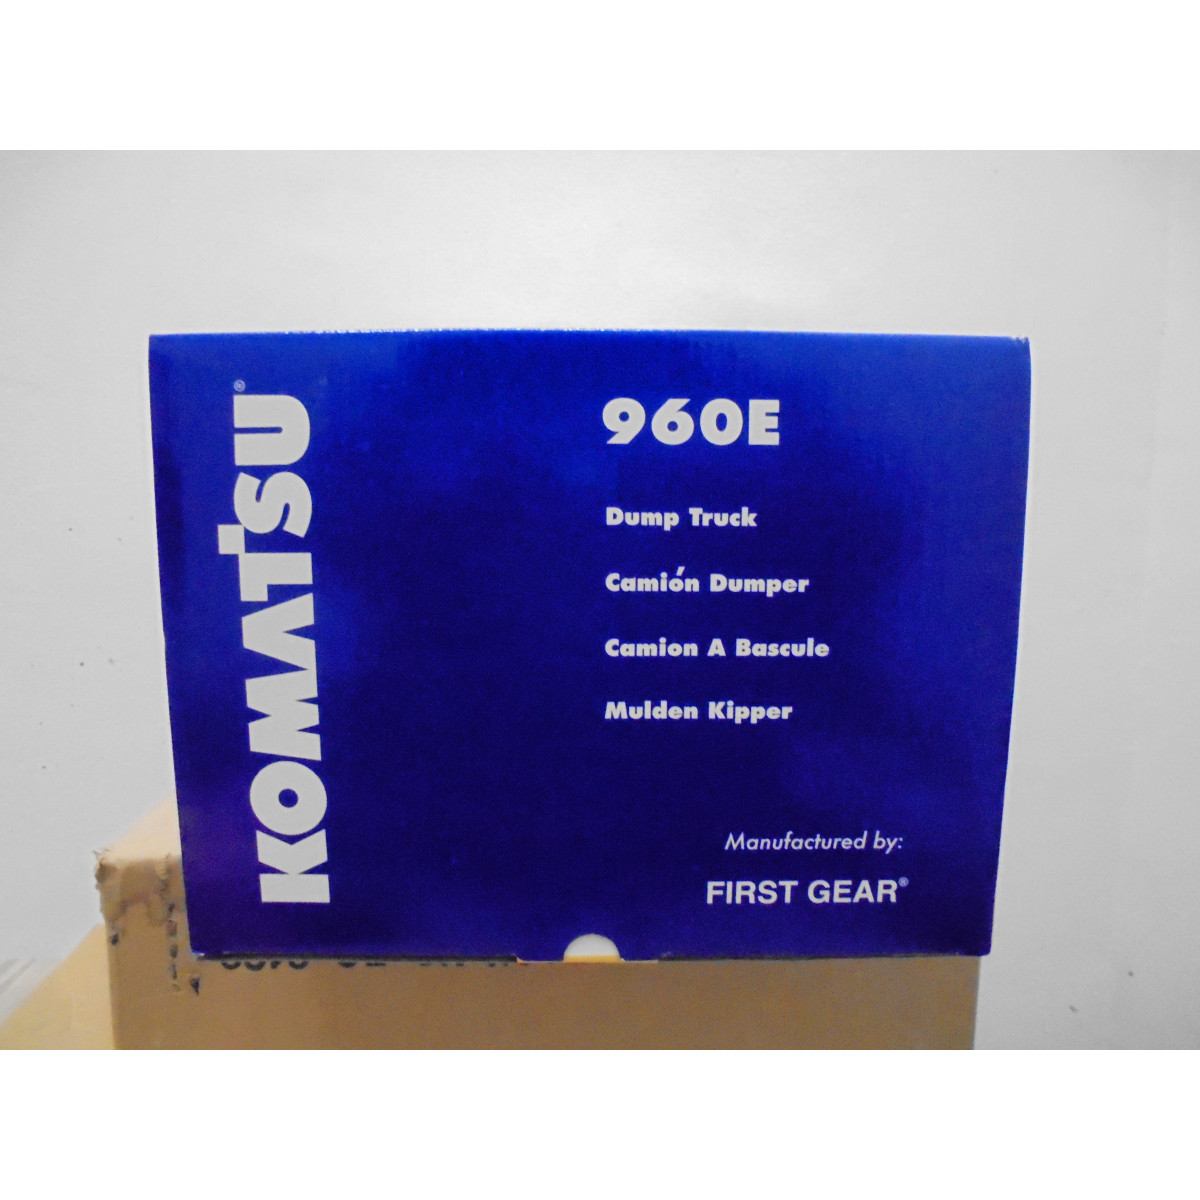 KOMATSU®
960E
Dump Truck
Camión Dumper
Camion A Bascule
Mulden Kipper
Manufactured by:
FIRST GEAR®